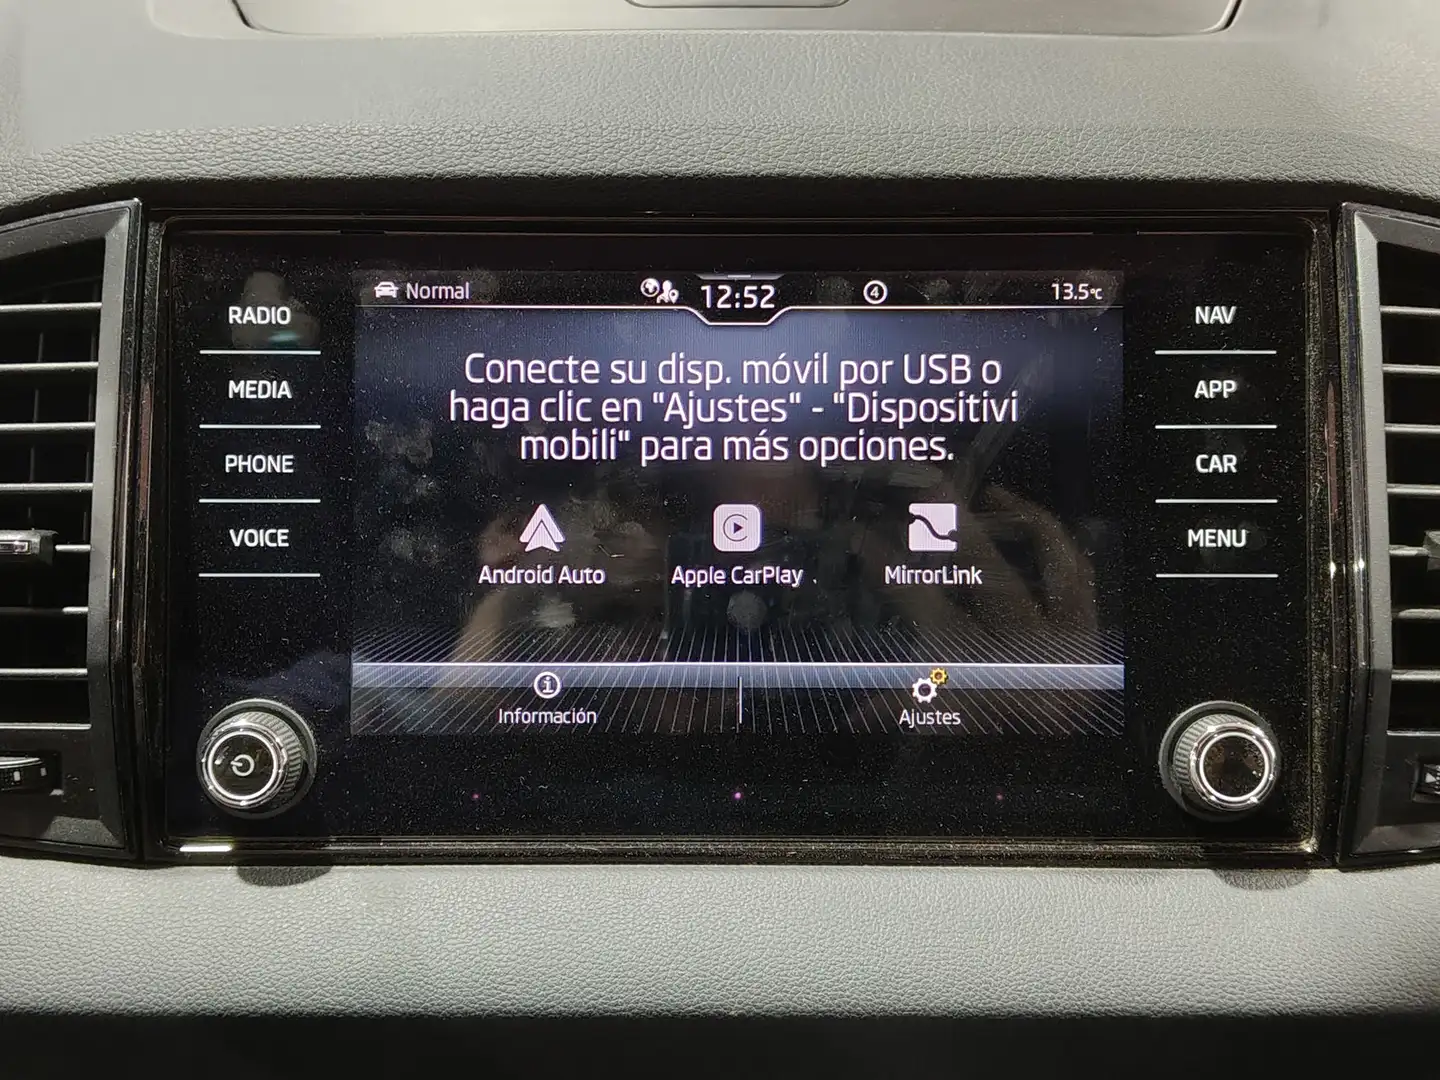 Normal
12:52
4
13.5°C
RADIO
MEDIA
PHONE
VOICE
Conecte su disp. móvil por USB o
haga clic en "Ajustes" - "Dispositivi
mobili" para más opciones.
Android Auto
Apple CarPlay
MirrorLink
Información
Ajustes
NAV
APP
CAR
MENU